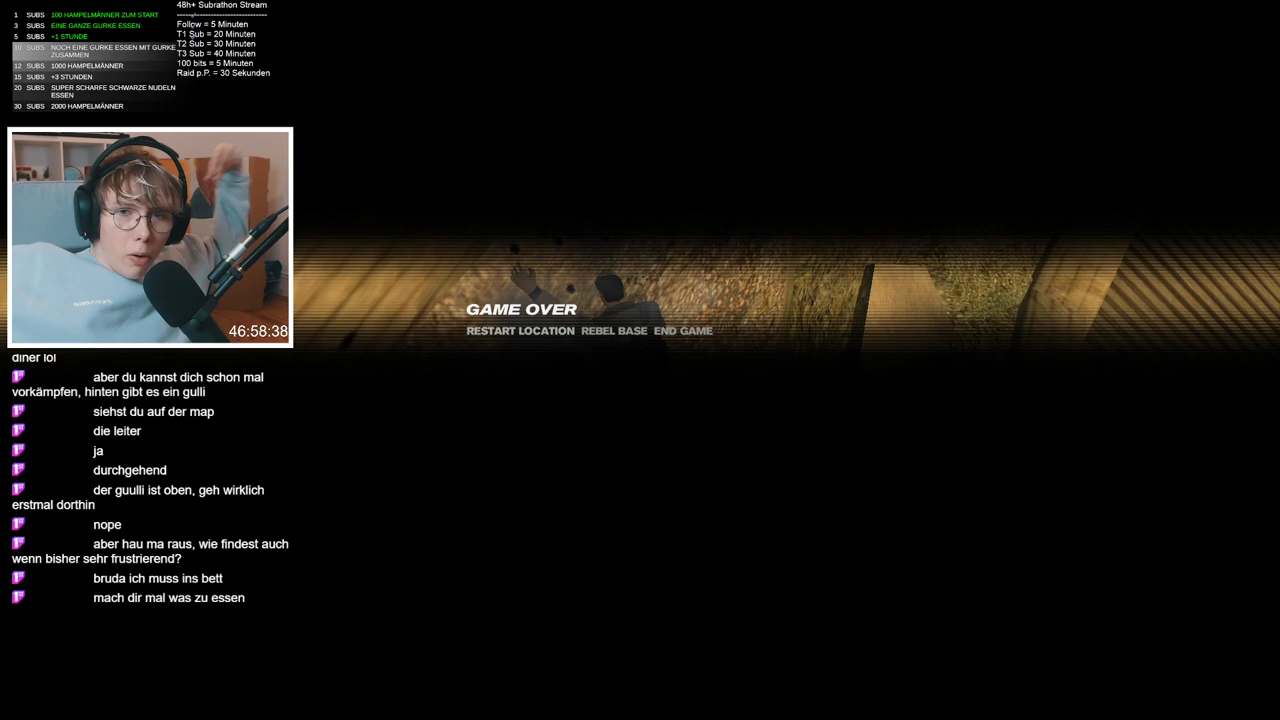 48h+ Subrathon Stream
1 SUBS 100 HAMPELMÄNNER ZUM START
3 SUBS EINE GANZE GURKE ESSEN
5 SUBS +1 STUNDE
10 SUBS NOCH EINE GURKE ESSEN MIT GURKE
ZUSAMMEN
12 SUBS 1000 HAMPELMÄNNER
15 SUBS +3 STUNDEN
20 SUBS SUPER SCHARFE SCHWARZE NUDELN
ESSEN
30 SUBS 2000 HAMPELMÄNNER
Follow = 5 Minuten
T1 Sub = 20 Minuten
T2 Sub = 30 Minuten
T3 Sub = 40 Minuten
100 bits = 5 Minuten
Raid p.P. = 30 Sekunden
46:58:38
GAME OVER
RESTART LOCATION REBEL BASE END GAME
diner lol
aber du kannst dich schon mal
vorkämpfen, hinten gibt es ein gulli
siehst du auf der map
die leiter
ja
durchgehend
der guulli ist oben, geh wirklich
erstmal dorthin
nope
aber hau ma raus, wie findest auch
wenn bisher sehr frustrierend?
bruda ich muss ins bett
mach dir mal was zu essen